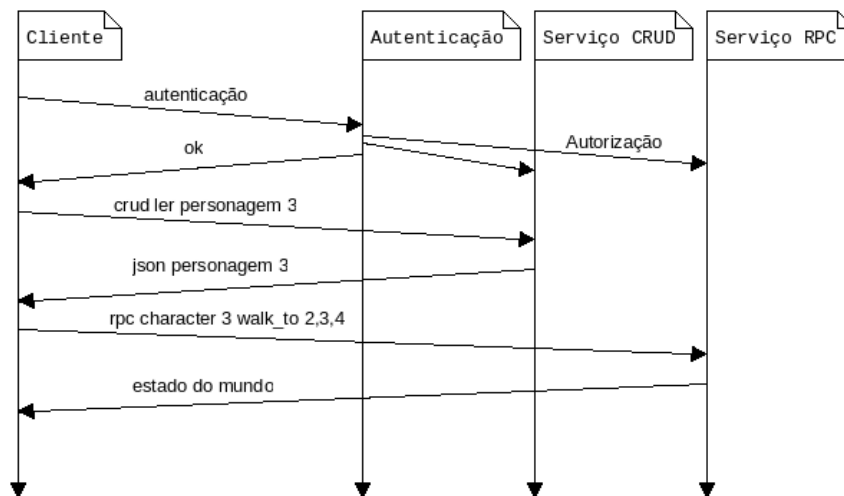 Cliente
Autenticação
Serviço CRUD
Serviço RPC
autenticação
Autorização
ok
crud ler personagem 3
json personagem 3
rpc character 3 walk_to 2,3,4
estado do mundo